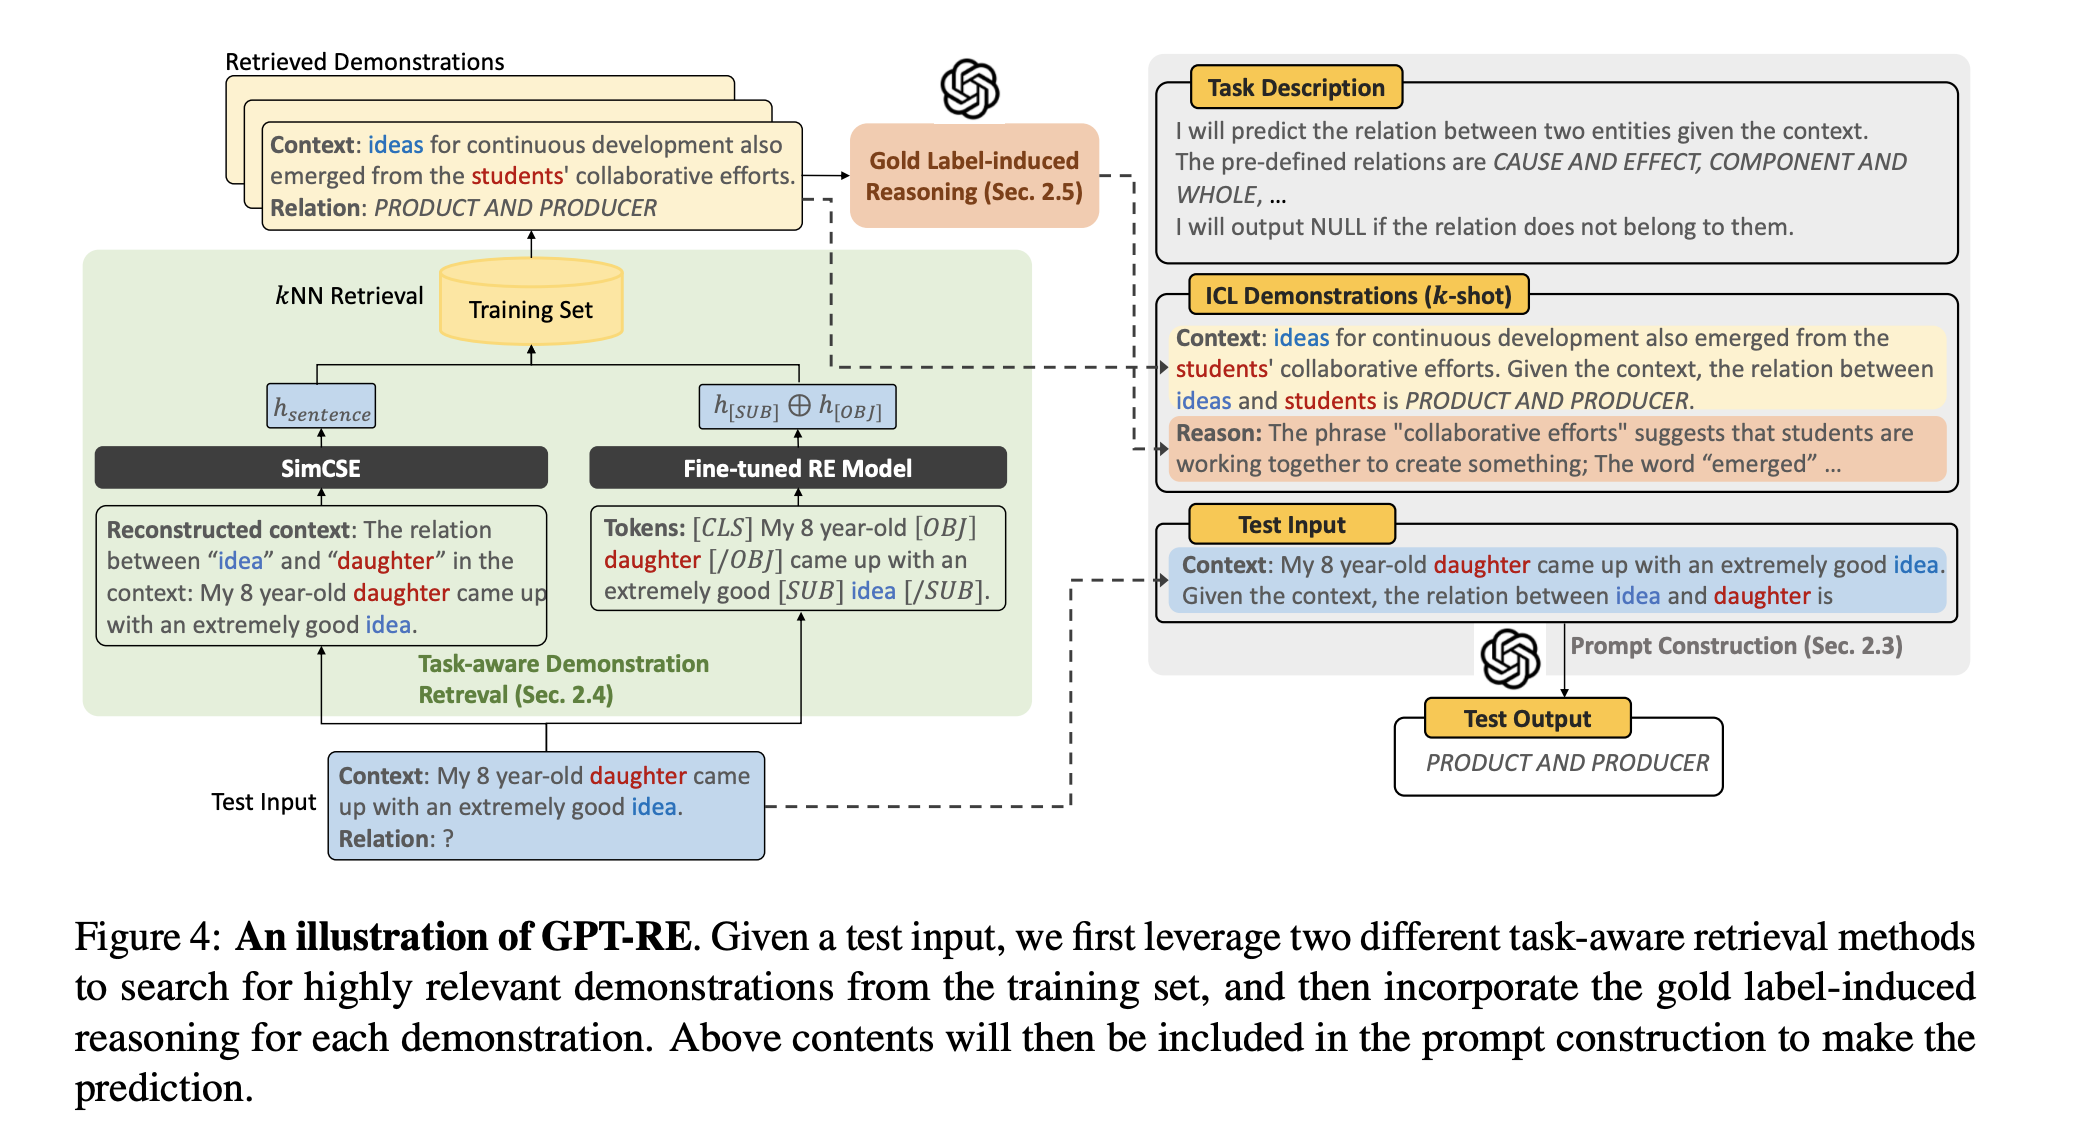 Retrieved Demonstrations
Context: ideas for continuous development also
emerged from the students' collaborative efforts.
Relation: PRODUCT AND PRODUCER
Gold Label-induced
Reasoning (Sec. 2.5)
kNN Retrieval
Training Set
h_sentence
h_[SUB] ⊕ h_[OBJ]
SimCSE
Fine-tuned RE Model
Reconstructed context: The relation
between “idea” and “daughter” in the
context: My 8 year-old daughter came up
with an extremely good idea.
Tokens: [CLS] My 8 year-old [OBJ]
daughter [/OBJ] came up with an
extremely good [SUB] idea [/SUB].
Task-aware Demonstration
Retreval (Sec. 2.4)
Test Input
Context: My 8 year-old daughter came
up with an extremely good idea.
Relation: ?
Task Description
I will predict the relation between two entities given the context.
The pre-defined relations are CAUSE AND EFFECT, COMPONENT AND
WHOLE, ...
I will output NULL if the relation does not belong to them.
ICL Demonstrations (k-shot)
Context: ideas for continuous development also emerged from the
students' collaborative efforts. Given the context, the relation between
ideas and students is PRODUCT AND PRODUCER.
Reason: The phrase "collaborative efforts" suggests that students are
working together to create something; The word “emerged” ...
Test Input
Context: My 8 year-old daughter came up with an extremely good idea.
Given the context, the relation between idea and daughter is
Prompt Construction (Sec. 2.3)
Test Output
PRODUCT AND PRODUCER
Figure 4: An illustration of GPT-RE. Given a test input, we first leverage two different task-aware retrieval methods
to search for highly relevant demonstrations from the training set, and then incorporate the gold label-induced
reasoning for each demonstration. Above contents will then be included in the prompt construction to make the
prediction.